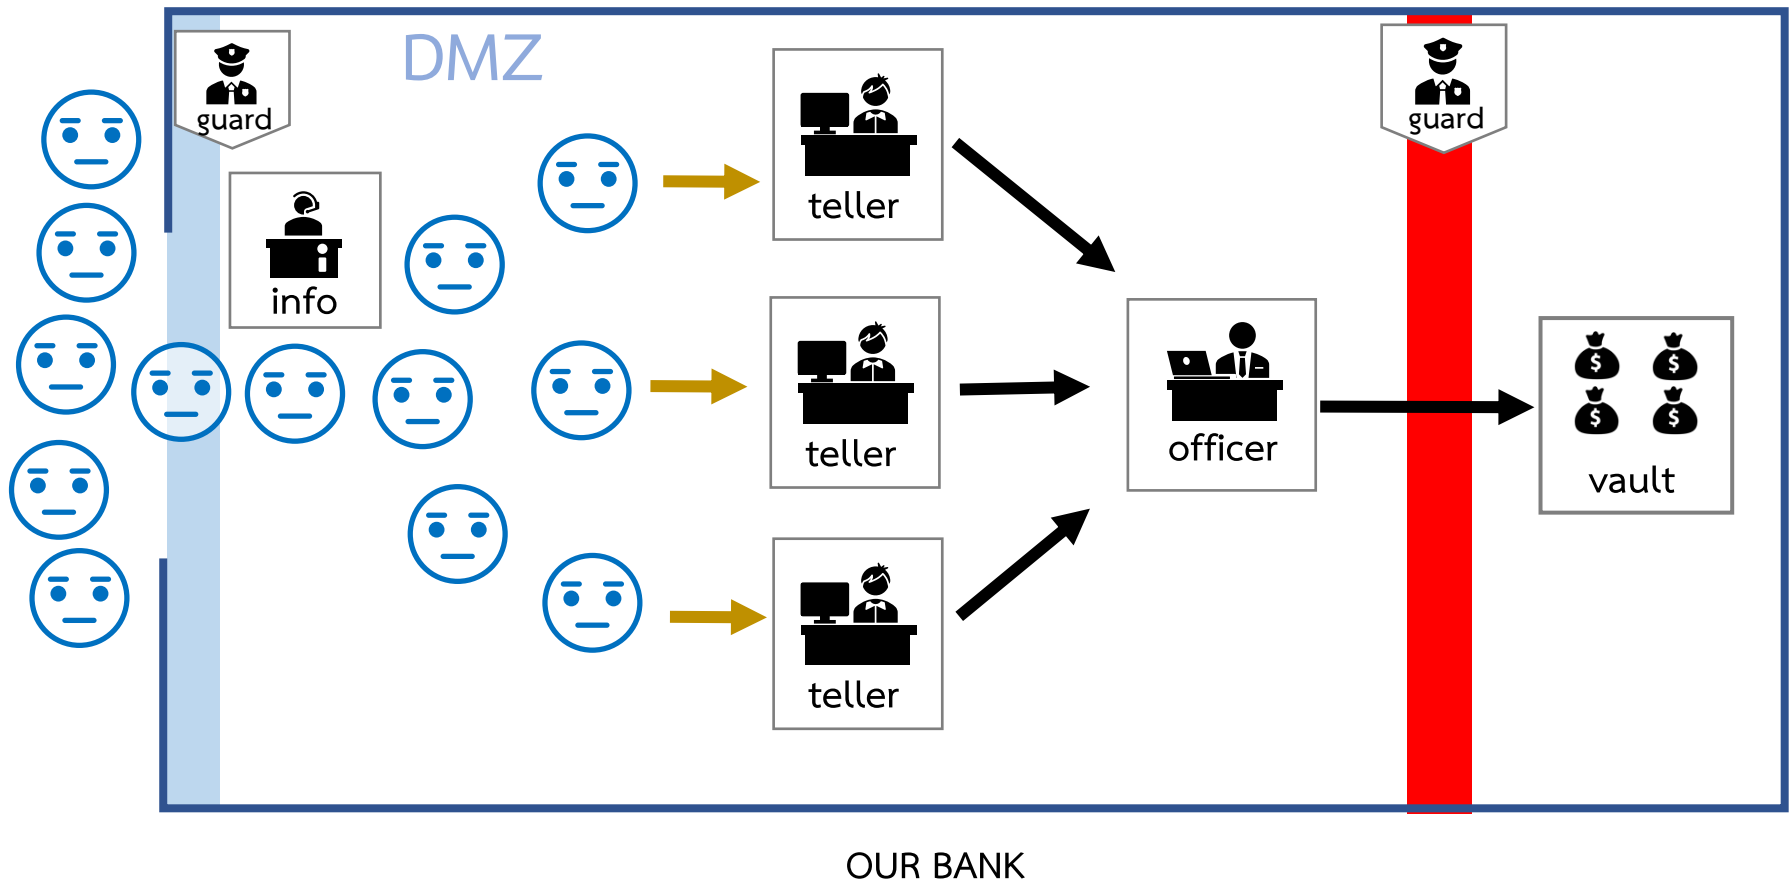 guard
DMZ
guard
teller
info
teller
officer
vault
teller
OUR BANK